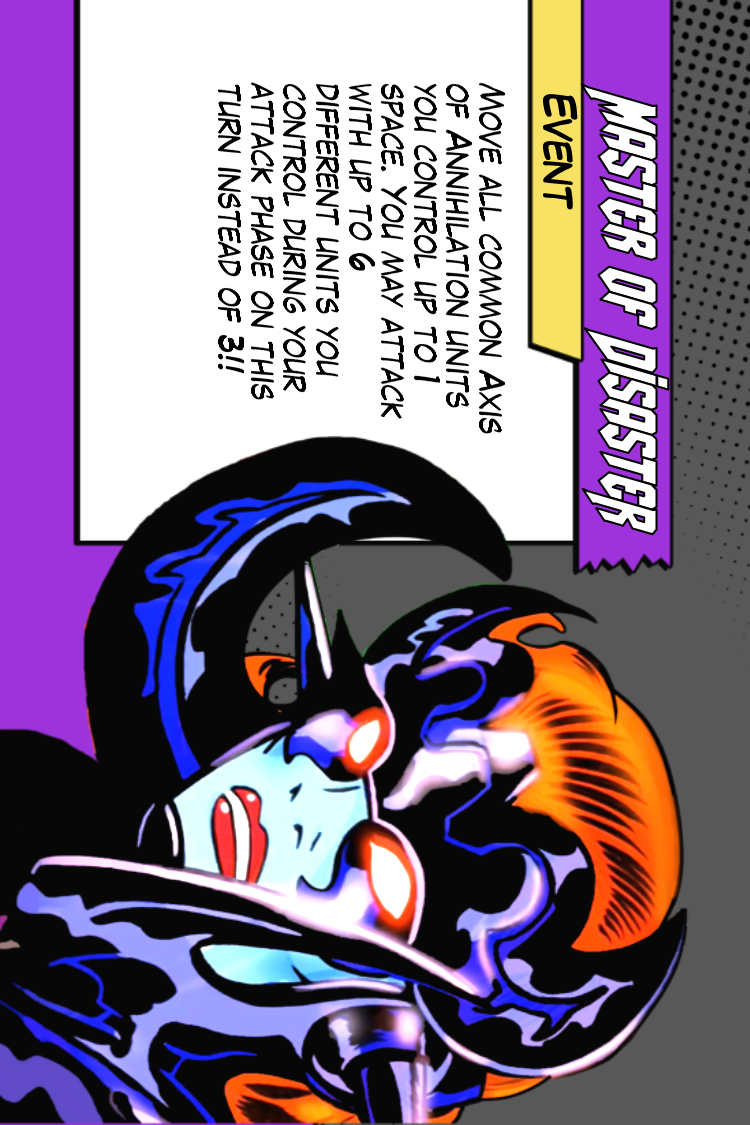 Master of Disaster
Event
Move all common Axis
of Annihilation units
you control up to 1
space. You may attack
with up to 6
different units you
control during your
attack phase on this
turn instead of 3!!